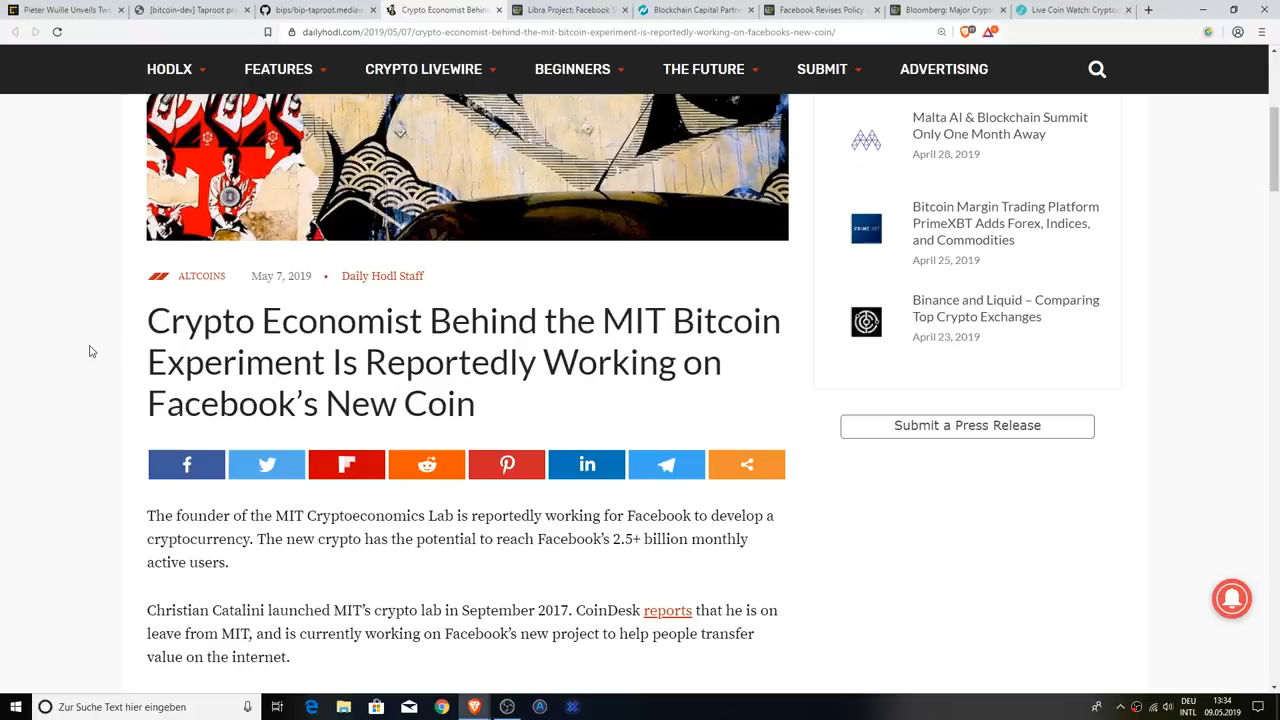 Pieter Wuille Unveils Two
[bitcoin-dev] Taproot pro
bips/bip-taproot.media
Crypto Economist Behin
Libra Project: Facebook S
Blockchain Capital Partn
Facebook Revises Policy
Bloomberg: Major Crypt
Live Coin Watch: Crypto
dailyhodl.com/2019/05/07/crypto-economist-behind-the-mit-bitcoin-experiment-is-reportedly-working-on-facebooks-new-coin/
HODLX
FEATURES
CRYPTO LIVEWIRE
BEGINNERS
THE FUTURE
SUBMIT
ADVERTISING
Malta AI & Blockchain Summit
Only One Month Away
April 28, 2019
Bitcoin Margin Trading Platform
PrimeXBT Adds Forex, Indices,
and Commodities
April 25, 2019
Binance and Liquid – Comparing
Top Crypto Exchanges
April 23, 2019
Submit a Press Release
ALTCOINS May 7, 2019 Daily Hodl Staff
Crypto Economist Behind the MIT Bitcoin
Experiment Is Reportedly Working on
Facebook’s New Coin
The founder of the MIT Cryptoeconomics Lab is reportedly working for Facebook to develop a
cryptocurrency. The new crypto has the potential to reach Facebook’s 2.5+ billion monthly
active users.
Christian Catalini launched MIT’s crypto lab in September 2017. CoinDesk reports that he is on
leave from MIT, and is currently working on Facebook’s new project to help people transfer
value on the internet.
Zur Suche Text hier eingeben
DEU
INTL
13:34
09.05.2019